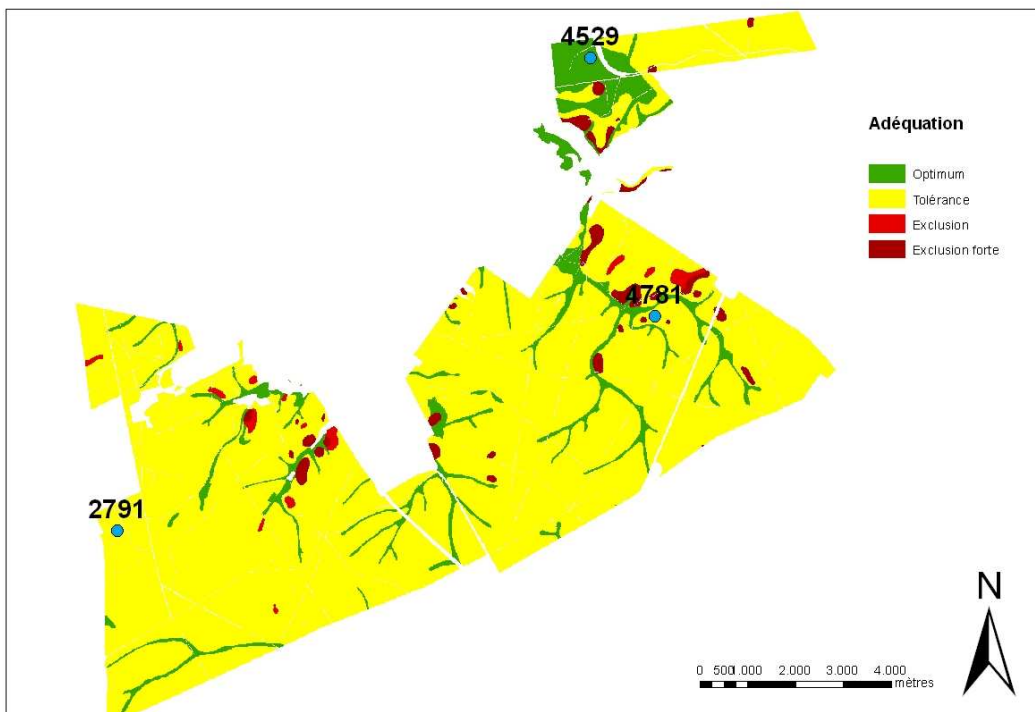 4529
Adéquation
Optimum
Tolérance
Exclusion
Exclusion forte
4781
2791
N
0 500 1.000 2.000 3.000 4.000
mètres